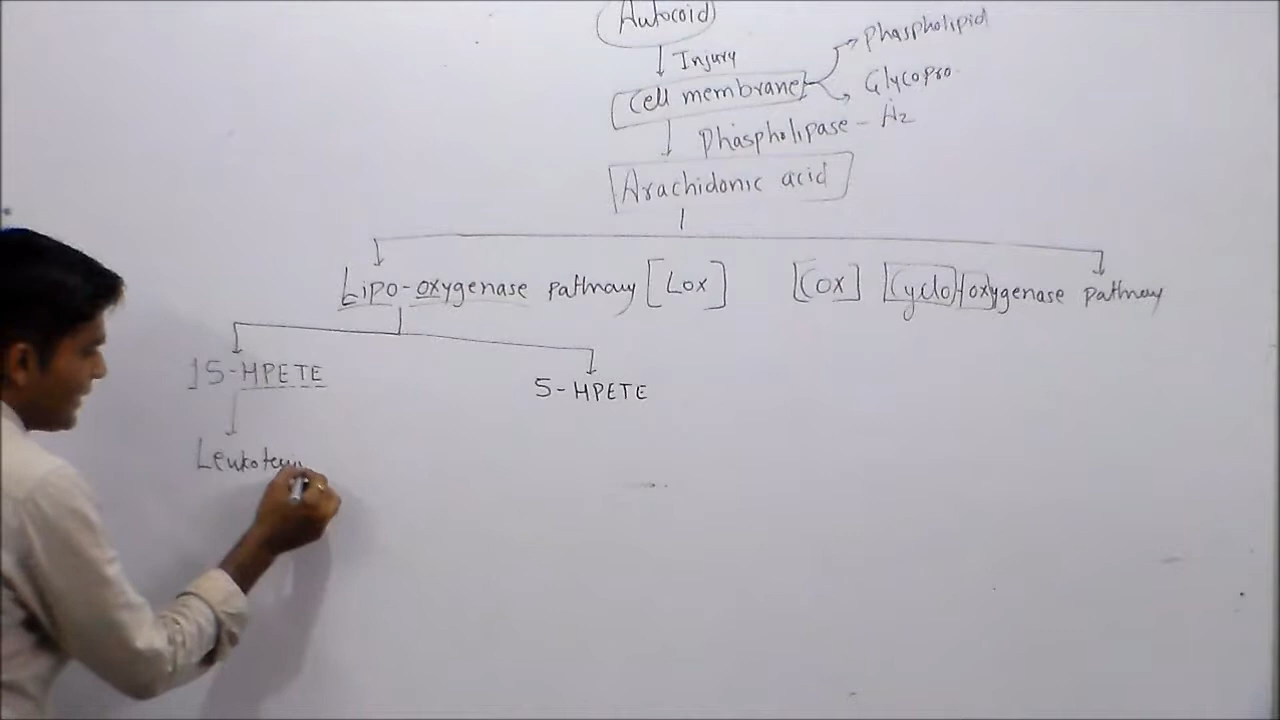 Autocoid
Injury
Cell membrane
Phospholipid
Glycopro.
Phospholipase - A2
Arachidonic acid
Lipo-oxygenase pathway [Lox]
[Cox] Cyclo/oxygenase pathway
15-HPETE
5-HPETE